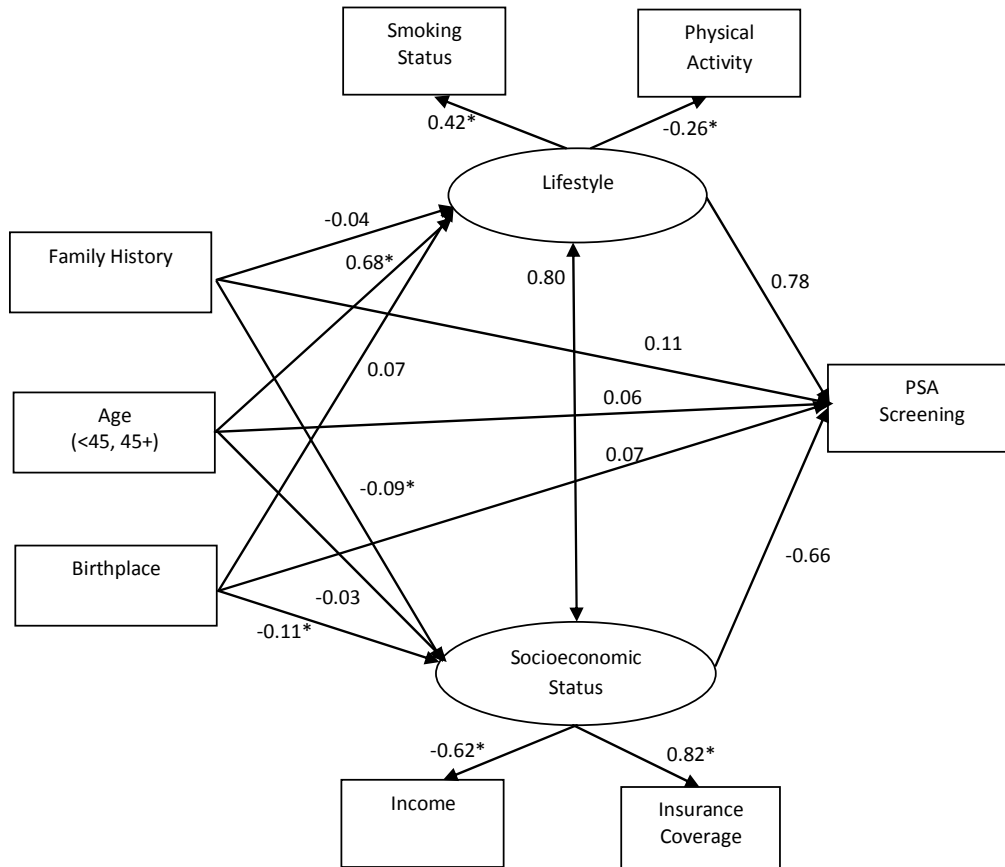 Smoking
Status
Physical
Activity
0.42*
-0.26*
Lifestyle
-0.04
Family History
0.68*
0.80
0.78
0.11
0.07
PSA
Screening
Age
(<45, 45+)
0.06
0.07
-0.09*
Birthplace
-0.66
-0.03
-0.11*
Socioeconomic
Status
-0.62*
0.82*
Income
Insurance
Coverage